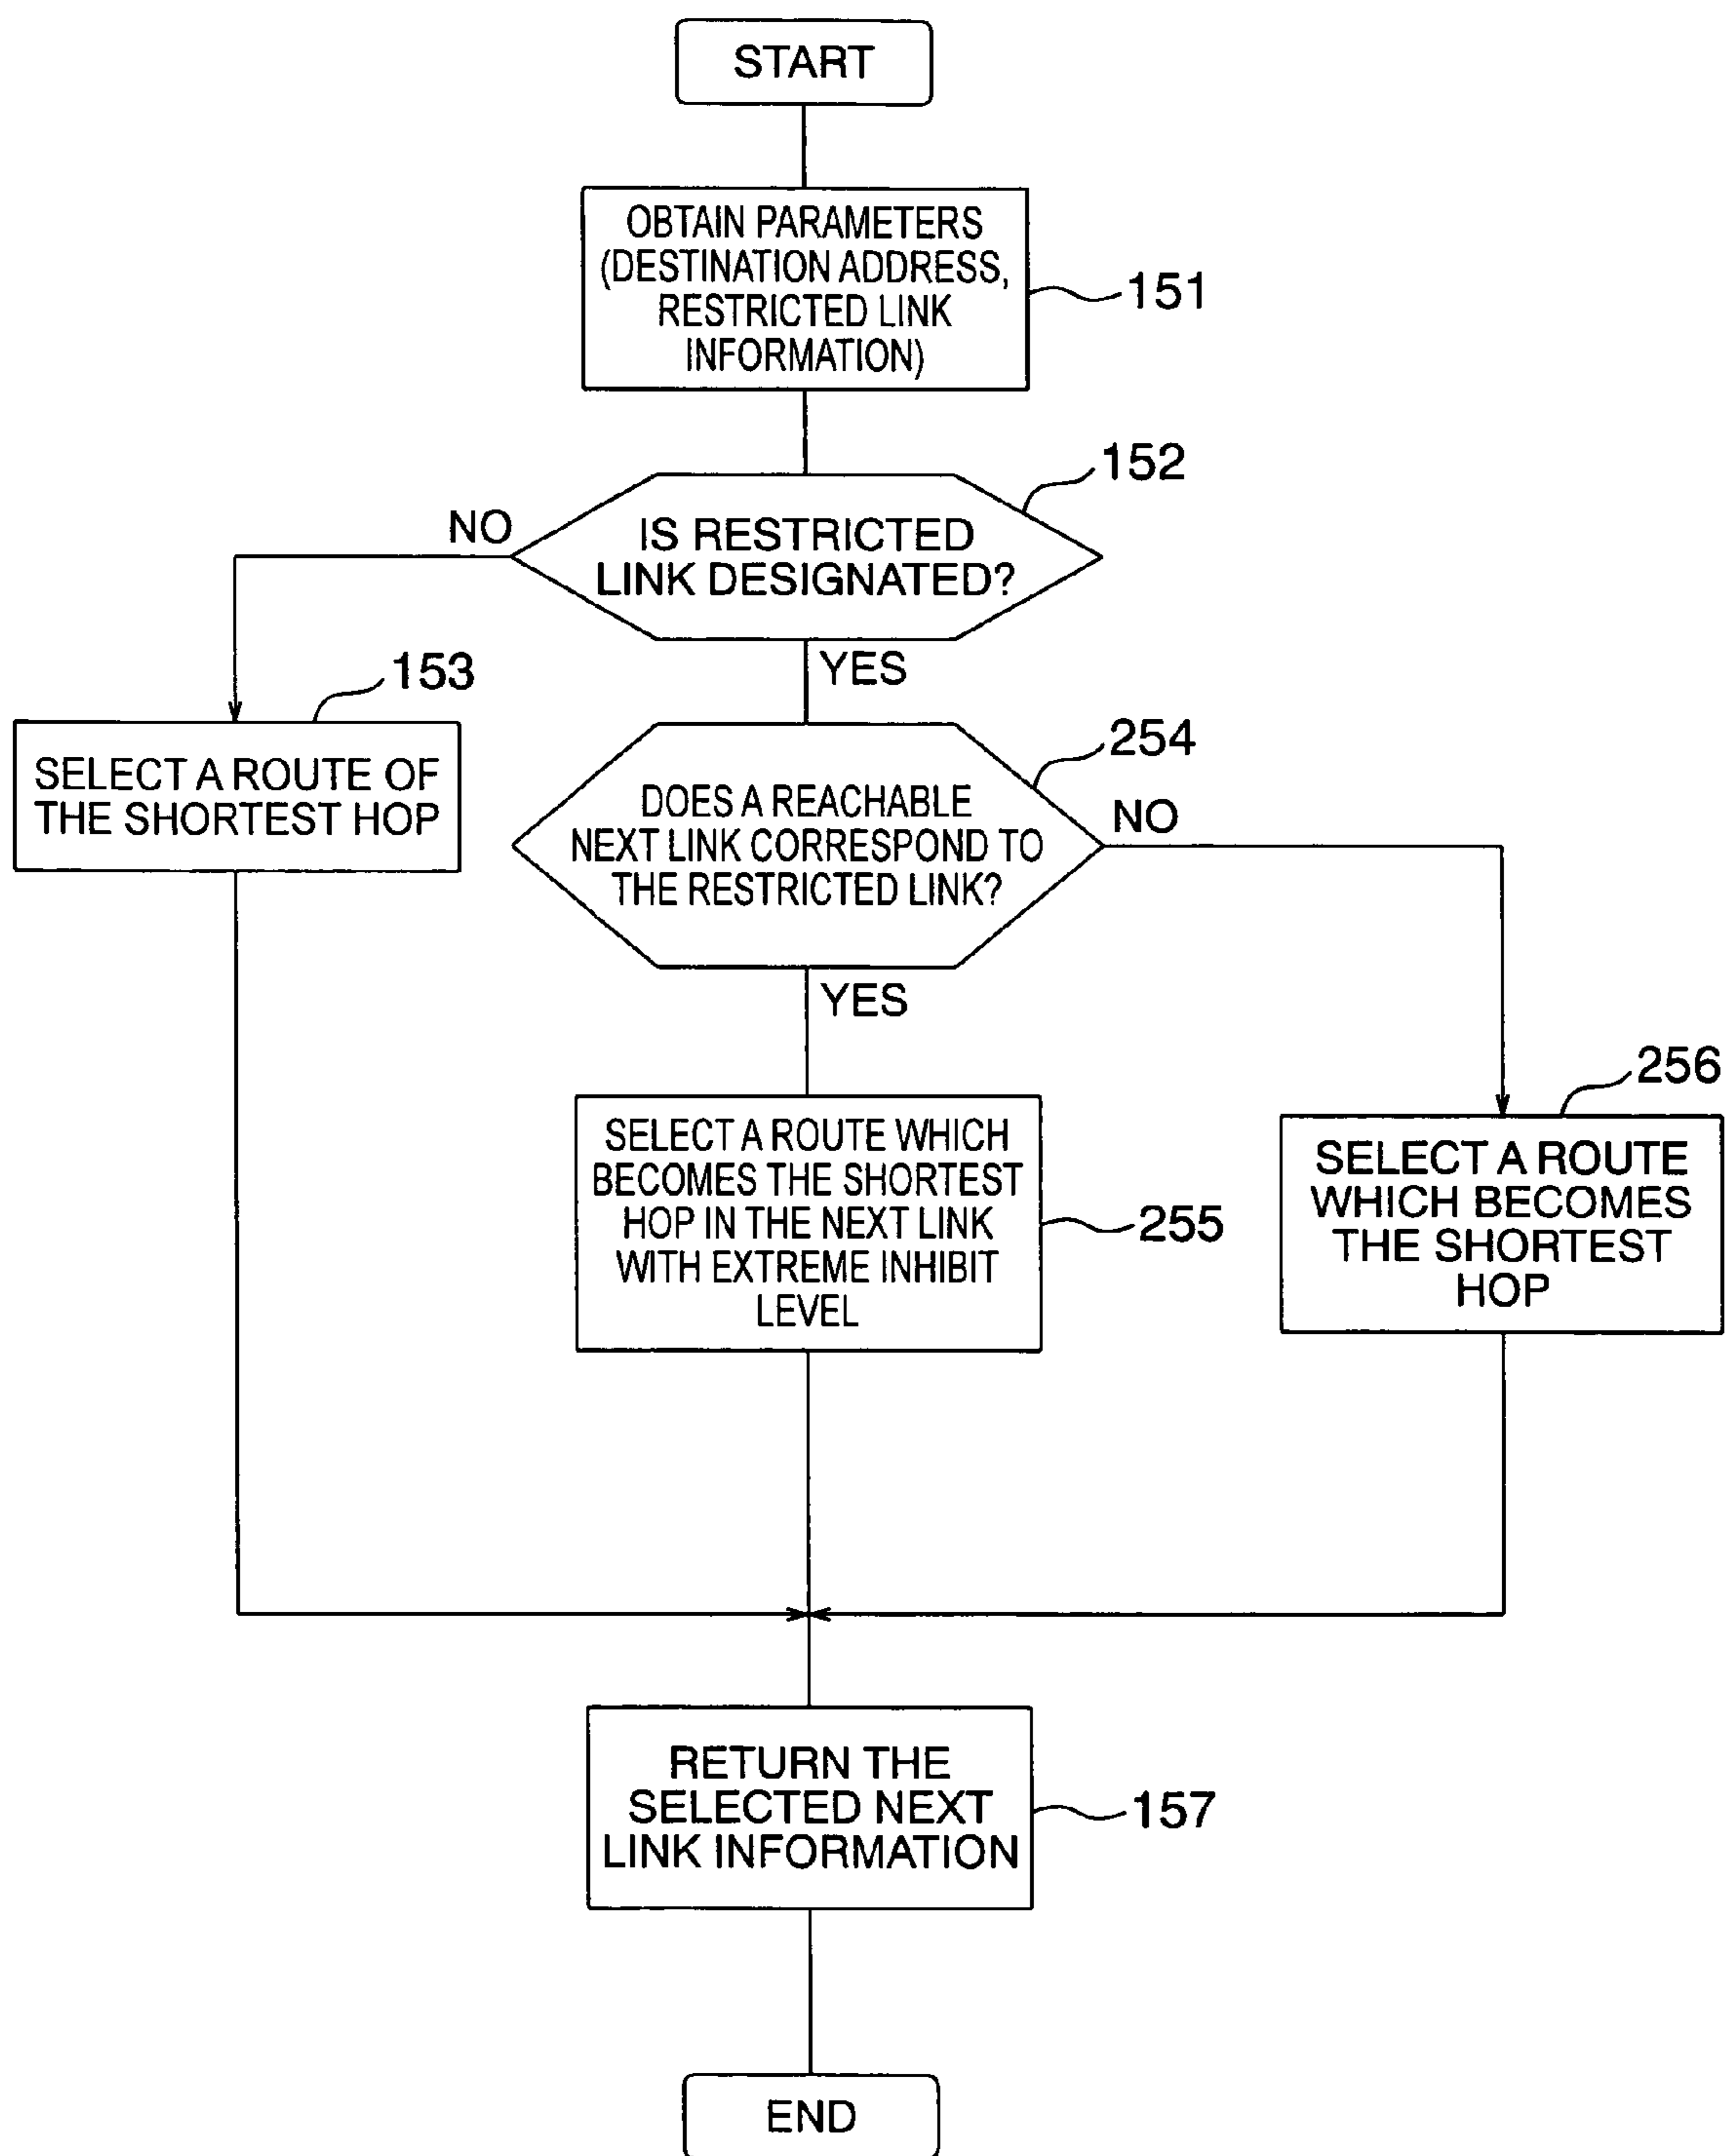 START
OBTAIN PARAMETERS
(DESTINATION ADDRESS,
RESTRICTED LINK
INFORMATION)
151
152
NO
IS RESTRICTED
LINK DESIGNATED?
YES
153
SELECT A ROUTE OF
THE SHORTEST HOP
254
DOES A REACHABLE
NEXT LINK CORRESPOND TO
THE RESTRICTED LINK?
NO
YES
256
SELECT A ROUTE WHICH
BECOMES THE SHORTEST
HOP IN THE NEXT LINK
WITH EXTREME INHIBIT
LEVEL
255
SELECT A ROUTE
WHICH BECOMES
THE SHORTEST
HOP
RETURN THE
SELECTED NEXT
LINK INFORMATION
157
END